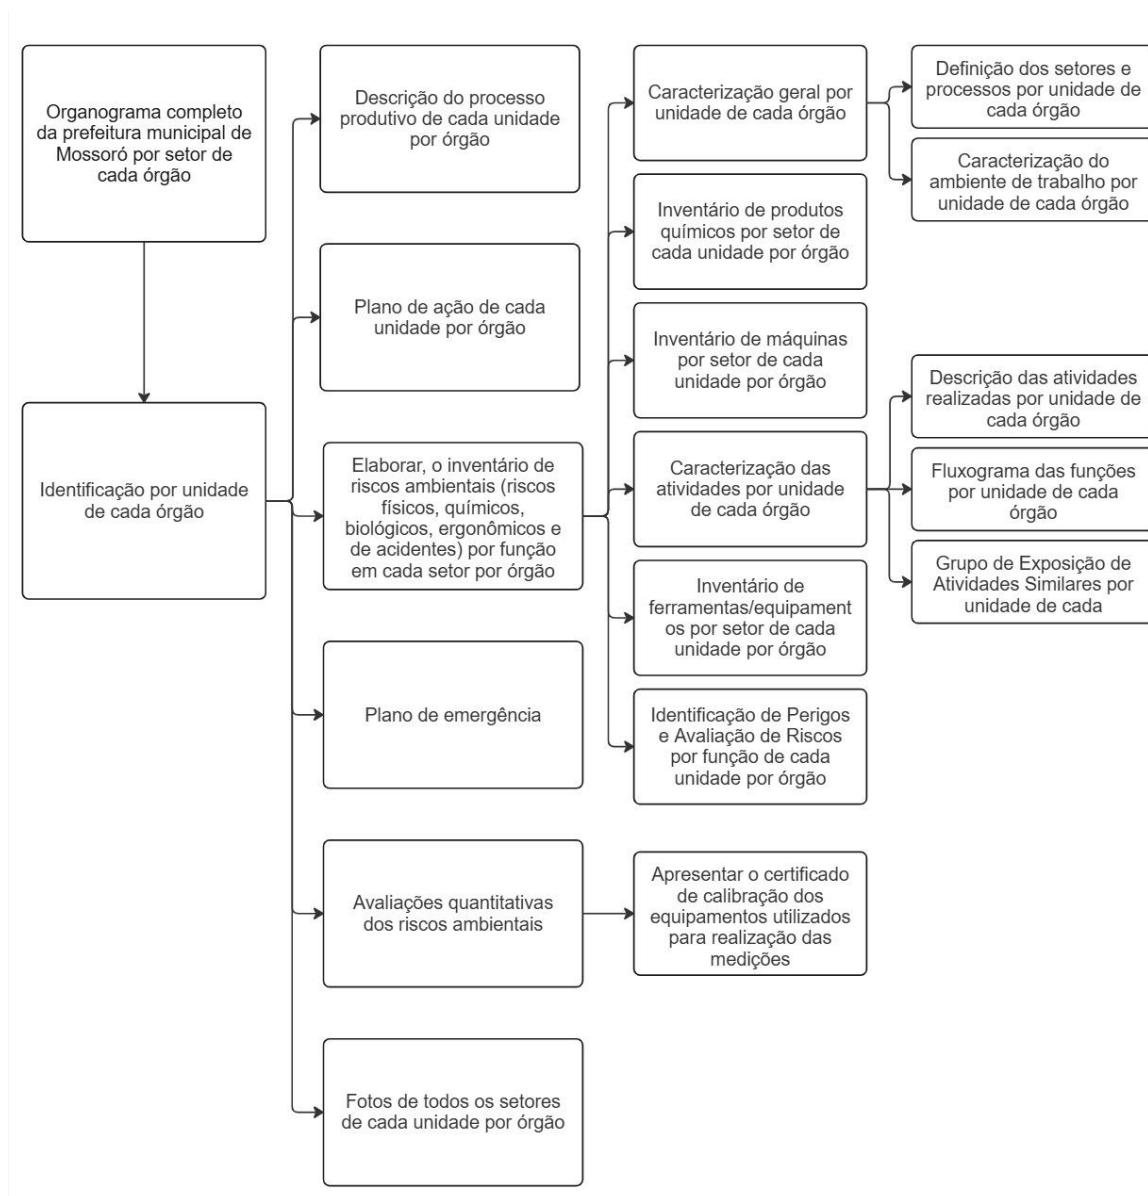 Organograma completo
da prefeitura municipal de
Mossoró por setor de
cada órgão
Identificação por unidade
de cada órgão
Descrição do processo
produtivo de cada unidade
por órgão
Plano de ação de cada
unidade por órgão
Elaborar, o inventário de
riscos ambientais (riscos
físicos, químicos,
biológicos, ergonômicos e
de acidentes) por função
em cada setor por órgão
Plano de emergência
Avaliações quantitativas
dos riscos ambientais
Fotos de todos os setores
de cada unidade por órgão
Caracterização geral por
unidade de cada órgão
Inventário de produtos
químicos por setor de
cada unidade por órgão
Inventário de máquinas
por setor de cada
unidade por órgão
Caracterização das
atividades por unidade
de cada órgão
Inventário de
ferramentas/equipament
os por setor de cada
unidade por órgão
Identificação de Perigos
e Avaliação de Riscos
por função de cada
unidade por órgão
Apresentar o certificado
de calibração dos
equipamentos utilizados
para realização das
medições
Definição dos setores e
processos por unidade de
cada órgão
Caracterização do
ambiente de trabalho por
unidade de cada órgão
Descrição das atividades
realizadas por unidade de
cada órgão
Fluxograma das funções
por unidade de cada
órgão
Grupo de Exposição de
Atividades Similares por
unidade de cada